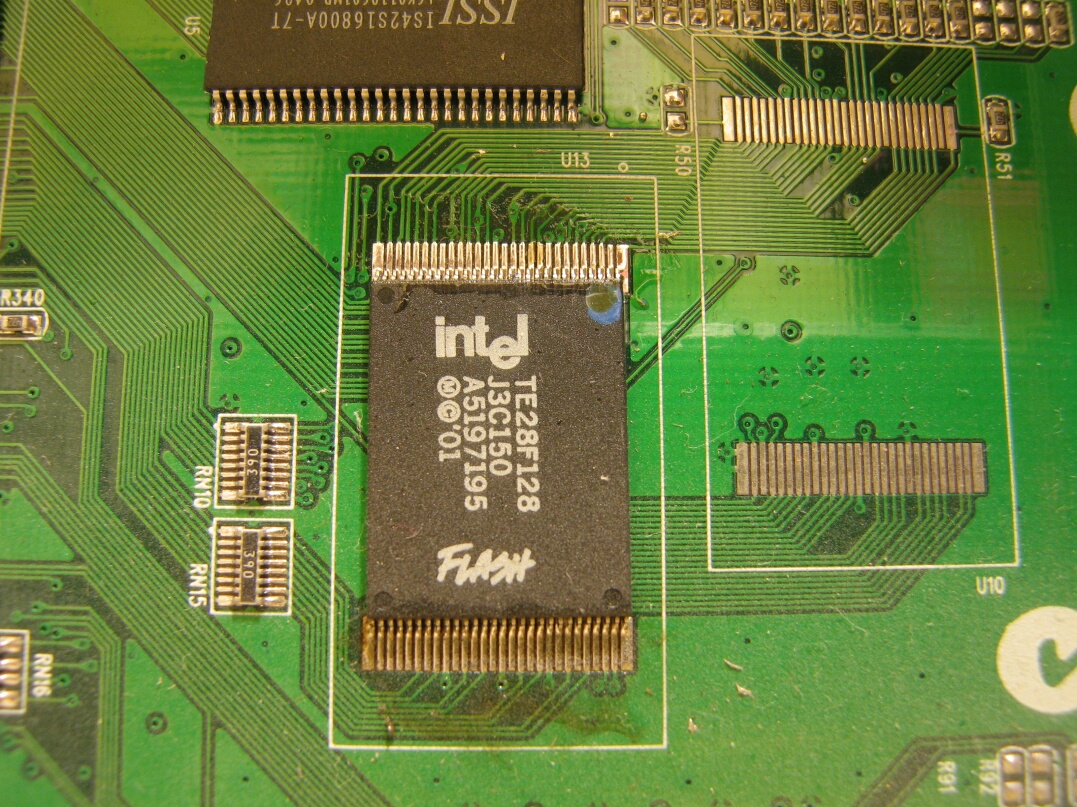 ISSI
IS42S16800A-7T
U5
U13
R50
R51
R340
intel
TE28F128
J3C150
A5197195
Ⓜ©'01
FLASH
390
RN10
390
RN15
RN16
U10
R91
R92